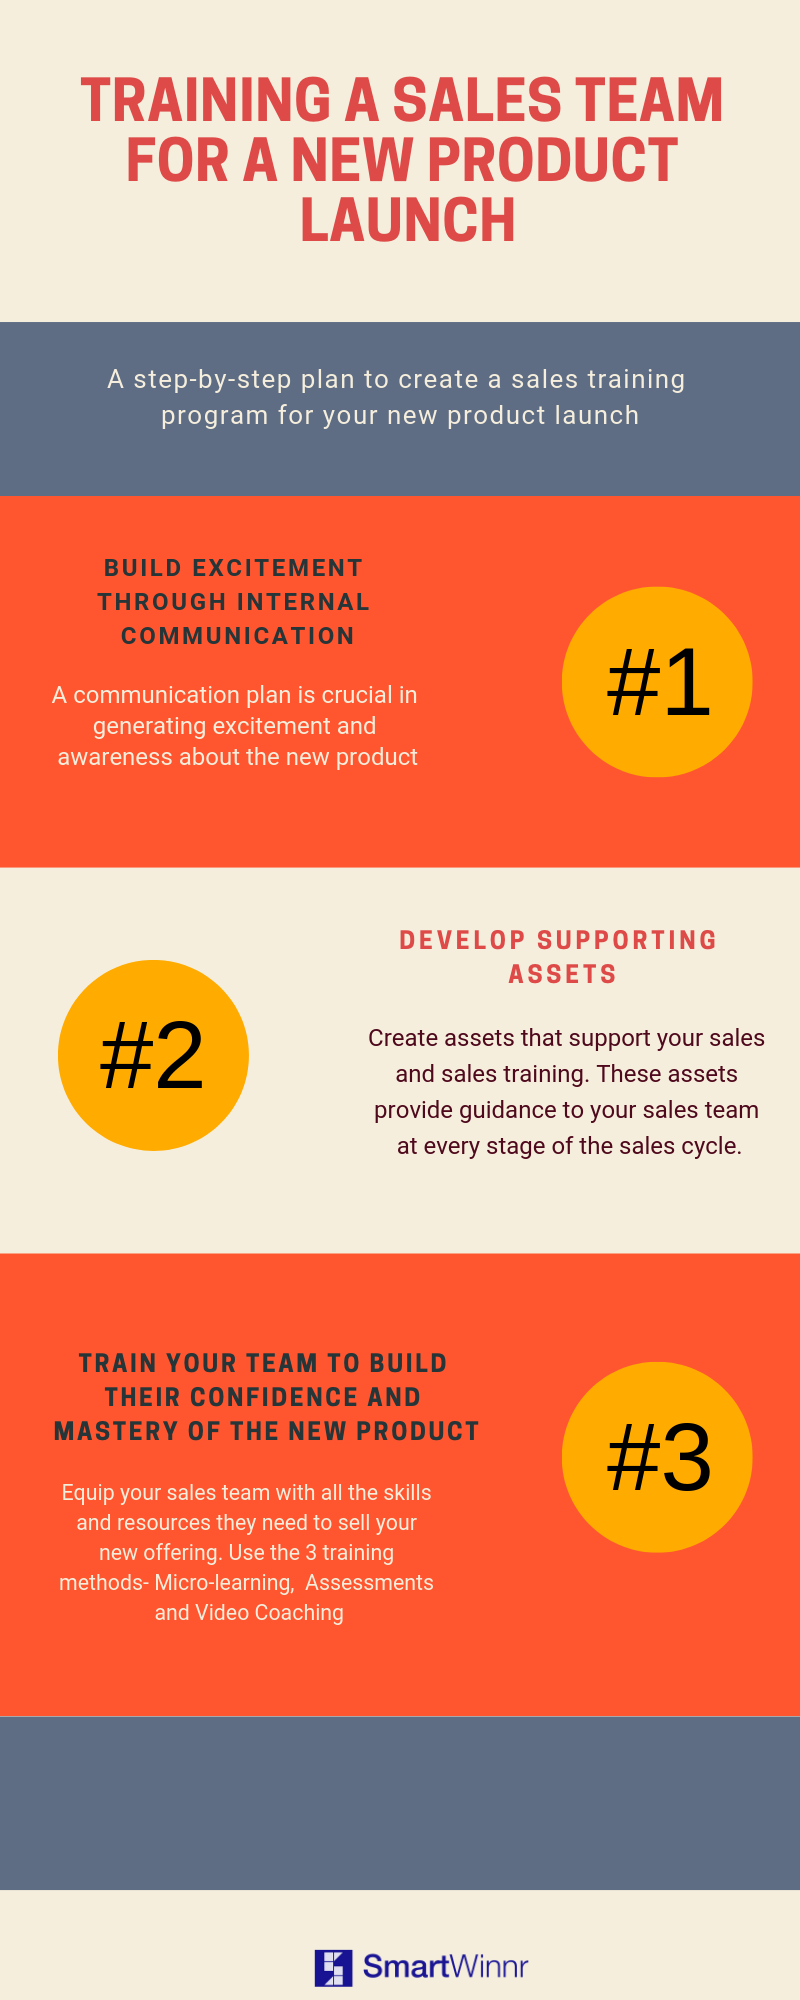 TRAINING A SALES TEAM
FOR A NEW PRODUCT
LAUNCH
A step-by-step plan to create a sales training
program for your new product launch
BUILD EXCITEMENT
THROUGH INTERNAL
COMMUNICATION
A communication plan is crucial in
generating excitement and
awareness about the new product
#1
#2
DEVELOP SUPPORTING
ASSETS
Create assets that support your sales
and sales training. These assets
provide guidance to your sales team
at every stage of the sales cycle.
TRAIN YOUR TEAM TO BUILD
THEIR CONFIDENCE AND
MASTERY OF THE NEW PRODUCT
Equip your sales team with all the skills
and resources they need to sell your
new offering. Use the 3 training
methods- Micro-learning,  Assessments
and Video Coaching
#3
SmartWinnr